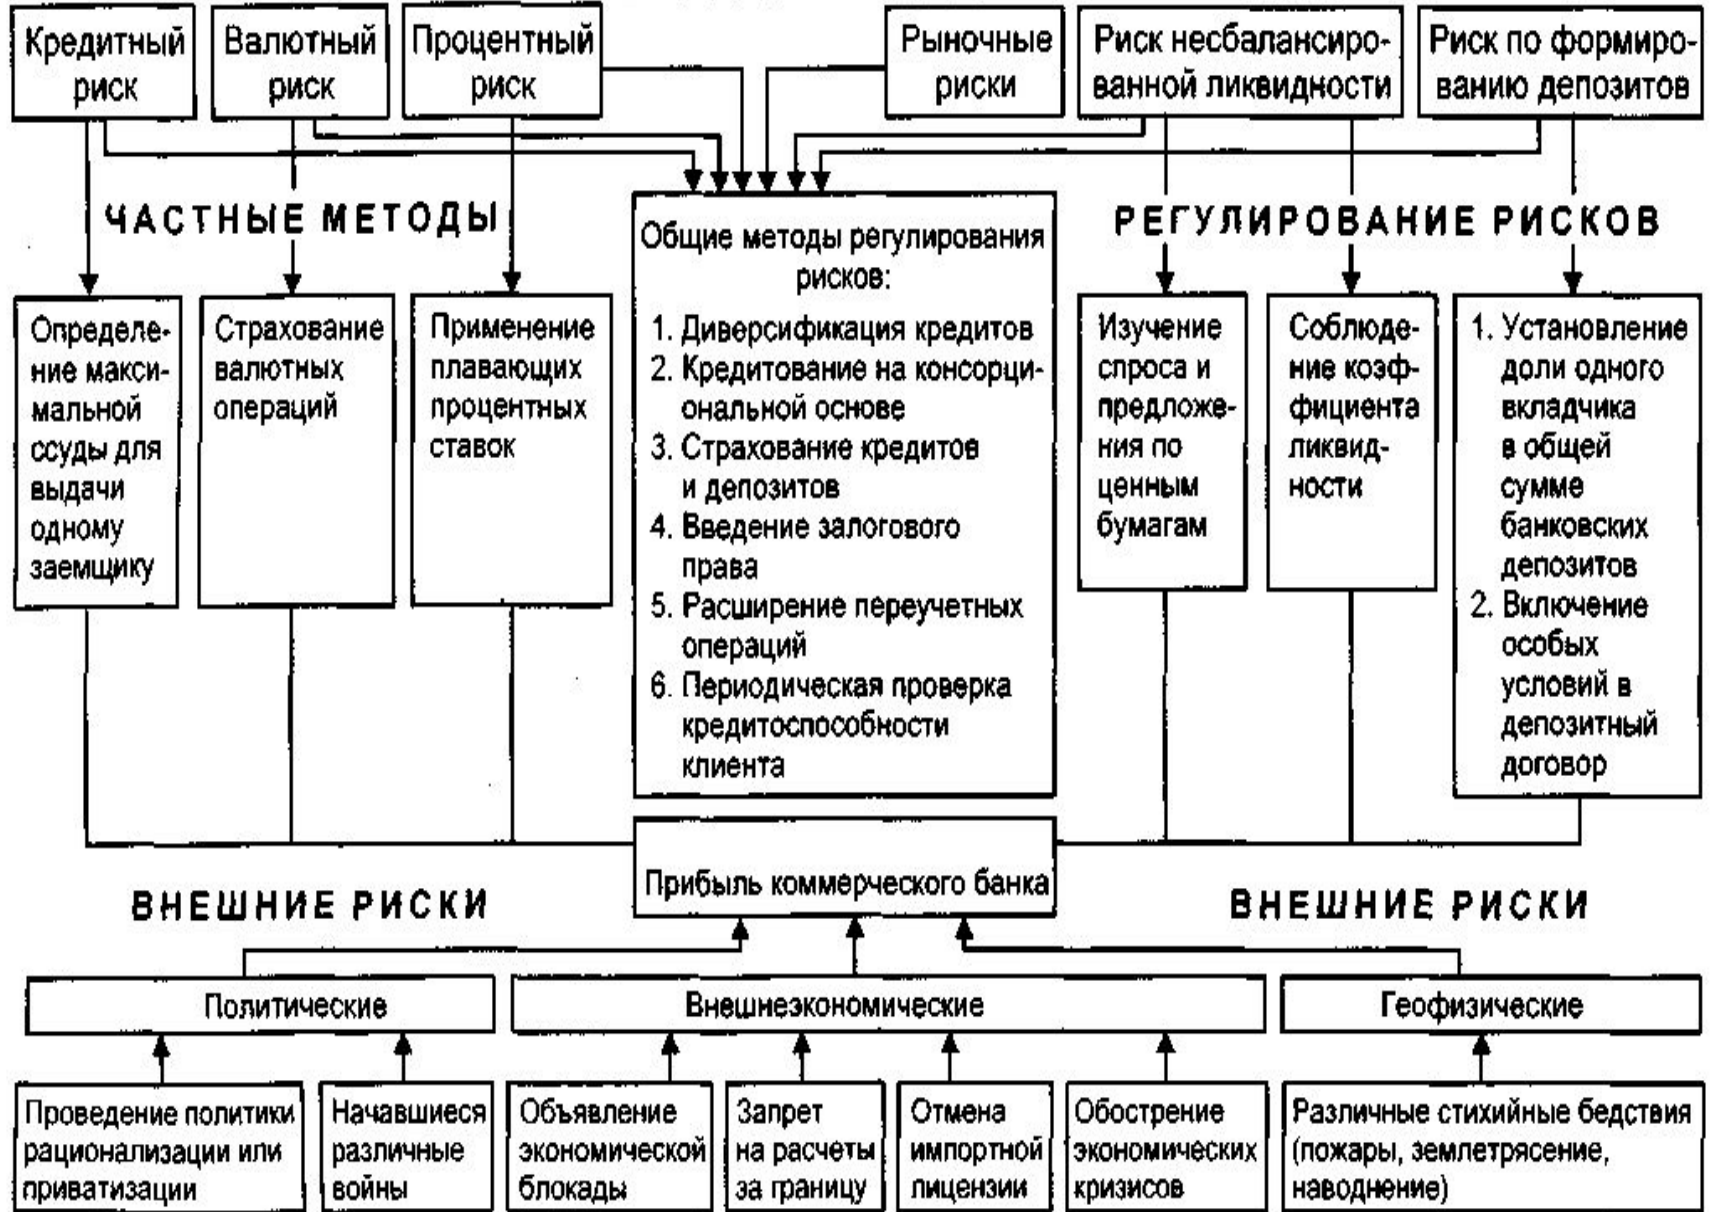 Кредитный
риск
Валютный
риск
Процентный
риск
Рыночные
риски
Риск несбалансиро-
ванной ликвидности
Риск по формиро-
ванию депозитов
ЧАСТНЫЕ МЕТОДЫ
РЕГУЛИРОВАНИЕ РИСКОВ
Определе-
ние макси-
мальной
ссуды для
выдачи
одному
заемщику
Страхование
валютных
операций
Применение
плавающих
процентных
ставок
Общие методы регулирования
рисков:
1. Диверсификация кредитов
2. Кредитование на консорци-
ональной основе
3. Страхование кредитов
и депозитов
4. Введение залогового
права
5. Расширение переучетных
операций
6. Периодическая проверка
кредитоспособности
клиента
Изучение
спроса и
предложе-
ния по
ценным
бумагам
Соблюде-
ние коэф-
фициента
ликвид-
ности
1. Установление
доли одного
вкладчика
в общей
сумме
банковских
депозитов
2. Включение
особых
условий в
депозитный
договор
Прибыль коммерческого банка
ВНЕШНИЕ РИСКИ
ВНЕШНИЕ РИСКИ
Политические
Внешнеэкономические
Геофизические
Проведение политики
рационализации или
приватизации
Начавшиеся
различные
войны
Объявление
экономической
блокады
Запрет
на расчеты
за границу
Отмена
импортной
лицензии
Обострение
экономических
кризисов
Различные стихийные бедствия
(пожары, землетрясение,
наводнение)